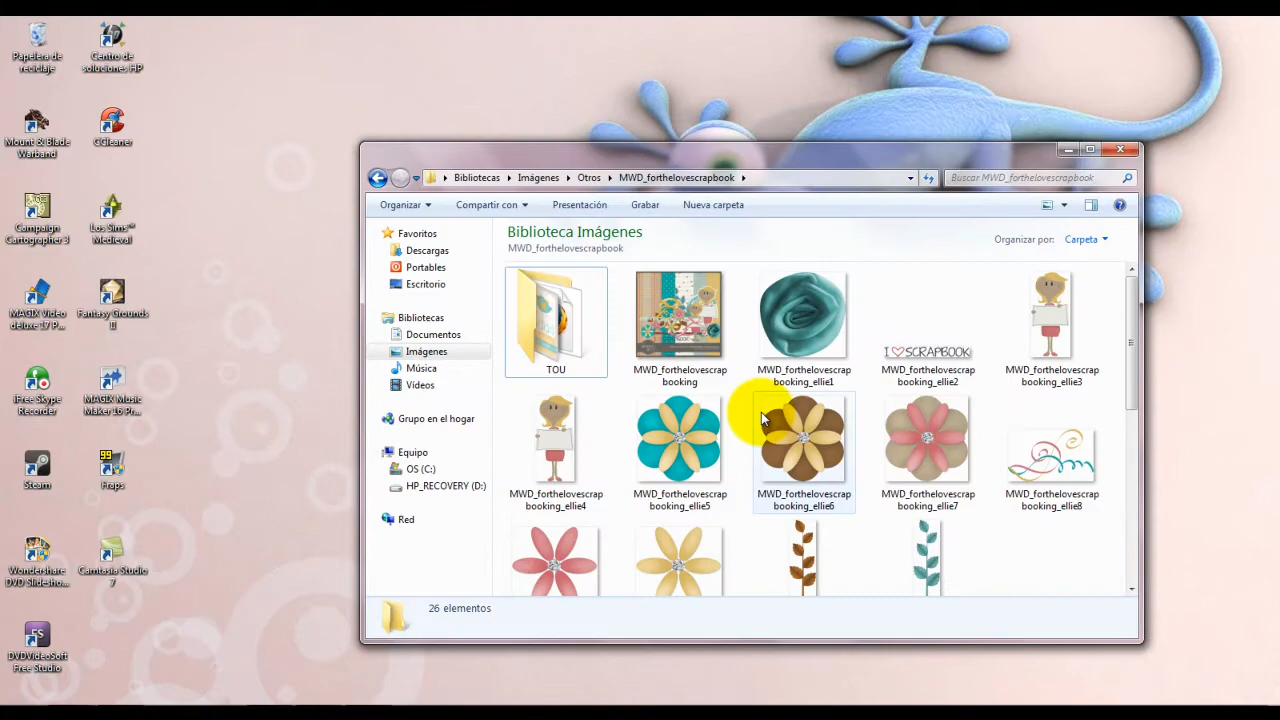 Papelera de
reciclaje
Centro de
soluciones HP
Mount & Blade
Warband
CCleaner
Campaign
Cartographer 3
Los Sims™
Medieval
MAGIX Video
deluxe 17 P...
Fantasy Grounds
II
iFree Skype
Recorder
MAGIX Music
Maker 16 Pr...
Steam
99
Fraps
Wondershare
DVD Slidesho...
Camtasia Studio
7
FS
DVDVideoSoft
Free Studio
Bibliotecas
Imágenes
Otros
MWD_forthelovescrapbook
Buscar MWD_forthelovescrapbook
Organizar
Compartir con
Presentación
Grabar
Nueva carpeta
Favoritos
Descargas
Portables
Escritorio
Bibliotecas
Documentos
Imágenes
Música
Vídeos
Grupo en el hogar
Equipo
OS (C:)
HP_RECOVERY (D:)
Red
Biblioteca Imágenes
MWD_forthelovescrapbook
Organizar por:
Carpeta
TOU
MWD_forthelovescrap
booking
MWD_forthelovescrap
booking_ellie1
I SCRAPBOOK
MWD_forthelovescrap
booking_ellie2
MWD_forthelovescrap
booking_ellie3
MWD_forthelovescrap
booking_ellie4
MWD_forthelovescrap
booking_ellie5
MWD_forthelovescrap
booking_ellie6
MWD_forthelovescrap
booking_ellie7
MWD_forthelovescrap
booking_ellie8
26 elementos